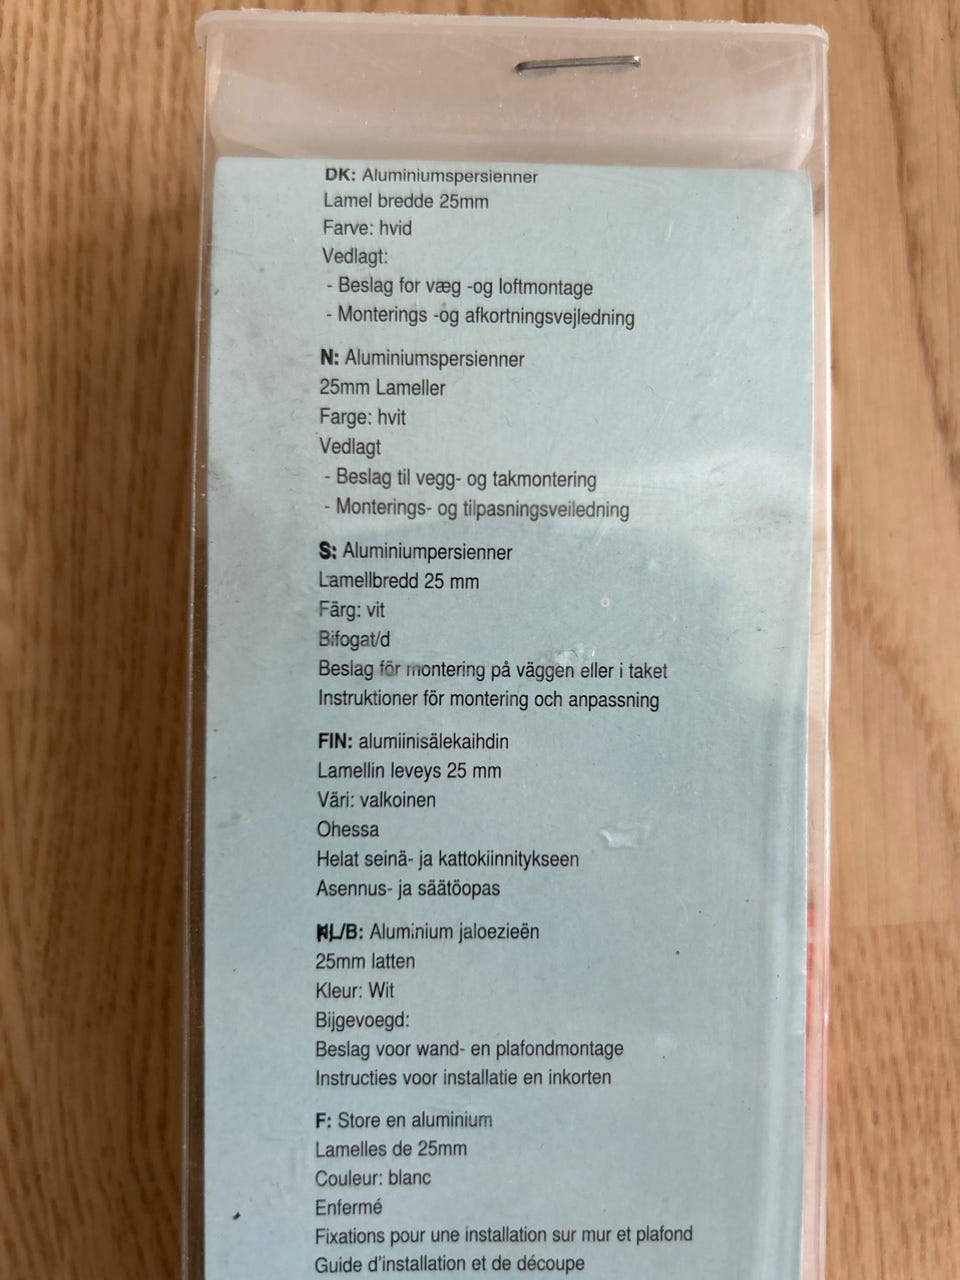 DK: Aluminiumspersienner
Lamel bredde 25mm
Farve: hvid
Vedlagt:
- Beslag for væg -og loftmontage
- Monterings -og afkortningsvejledning
N: Aluminiumspersienner
25mm Lameller
Farge: hvit
Vedlagt
- Beslag til vegg- og takmontering
- Monterings- og tilpasningsveiledning
S: Aluminiumpersienner
Lamellbredd 25 mm
Färg: vit
Bifogat/d
Beslag för montering på väggen eller i taket
Instruktioner för montering och anpassning
FIN: alumiinisälekaihdin
Lamellin leveys 25 mm
Väri: valkoinen
Ohessa
Helat seinä- ja kattokiinnitykseen
Asennus- ja säätöopas
NL/B: Aluminium jaloezieën
25mm latten
Kleur: Wit
Bijgevoegd:
Beslag voor wand- en plafondmontage
Instructies voor installatie en inkorten
F: Store en aluminium
Lamelles de 25mm
Couleur: blanc
Enfermé
Fixations pour une installation sur mur et plafond
Guide d'installation et de découpe